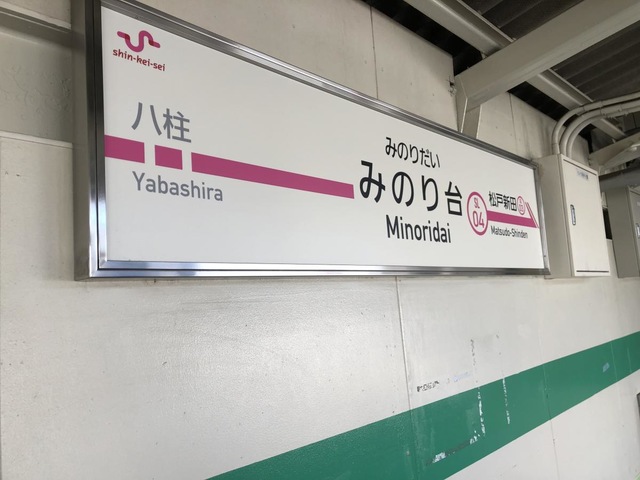 shin-kei-sei
八柱
Yabashira
みのりだい
みのり台
Minoridai
SL
04
松戸新田
Matsudo-Shinden